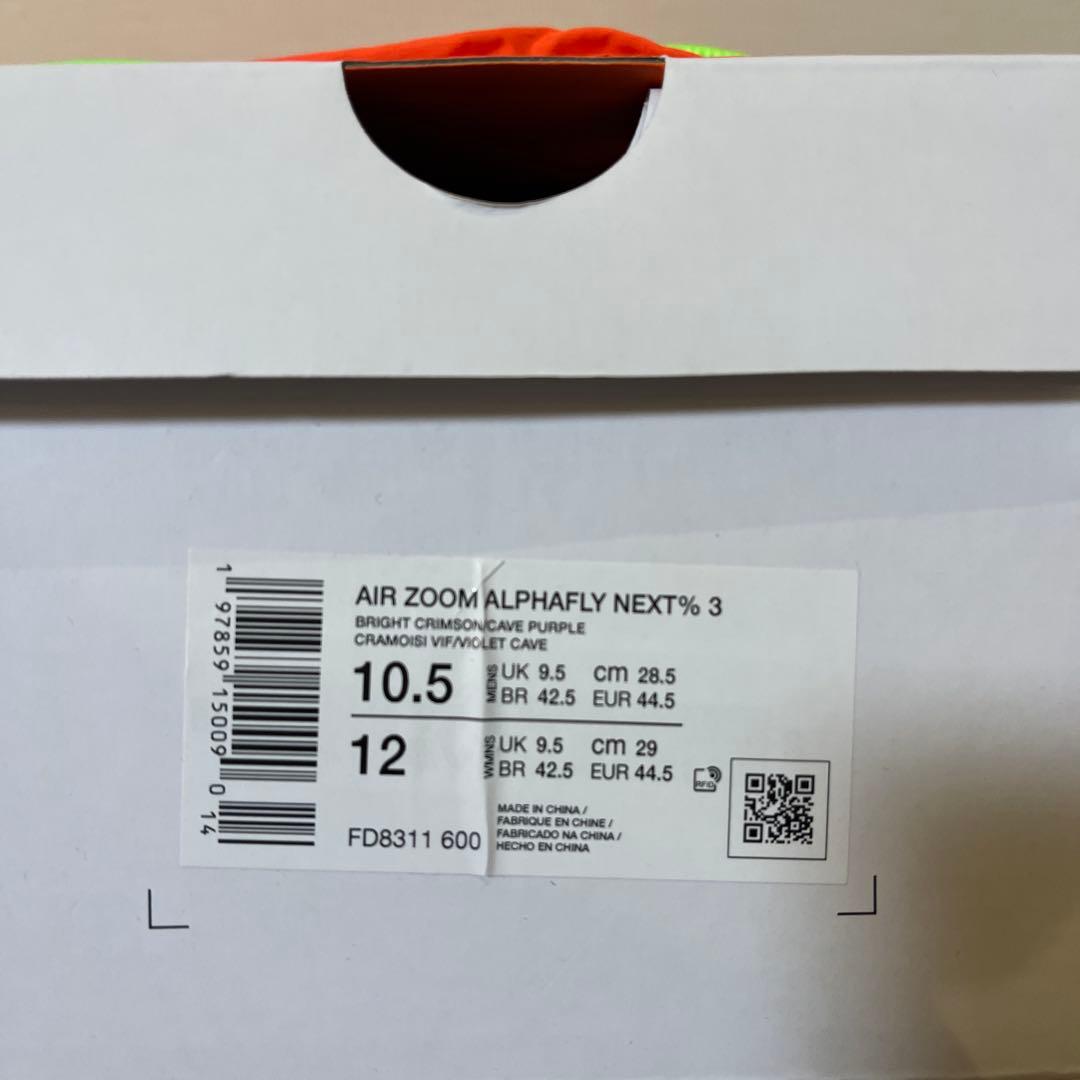 AIR ZOOM ALPHAFLY NEXT% 3
BRIGHT CRIMSON/CAVE PURPLE
CRAMOISI VIF/VIOLET CAVE
10.5 MENS UK 9.5 cm 28.5
BR 42.5 EUR 44.5
12 WMNS UK 9.5 cm 29
BR 42.5 EUR 44.5
RFID
FD8311 600
MADE IN CHINA /
FABRIQUE EN CHINE /
FABRICADO NA CHINA /
HECHO EN CHINA
1 97859 15009 0 14